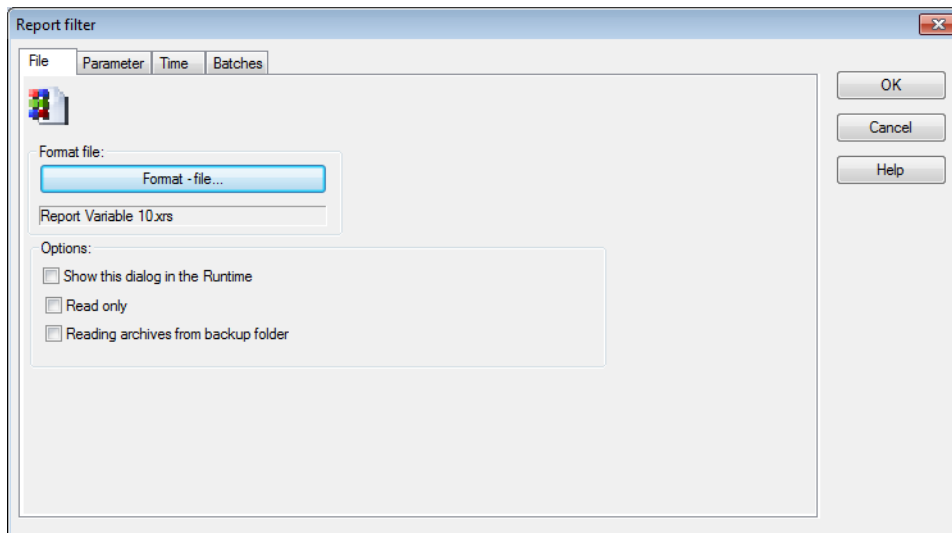 Report filter
File Parameter Time Batches
OK
Cancel
Help
Format file:
Format - file...
Report Variable 10.xrs
Options:
Show this dialog in the Runtime
Read only
Reading archives from backup folder